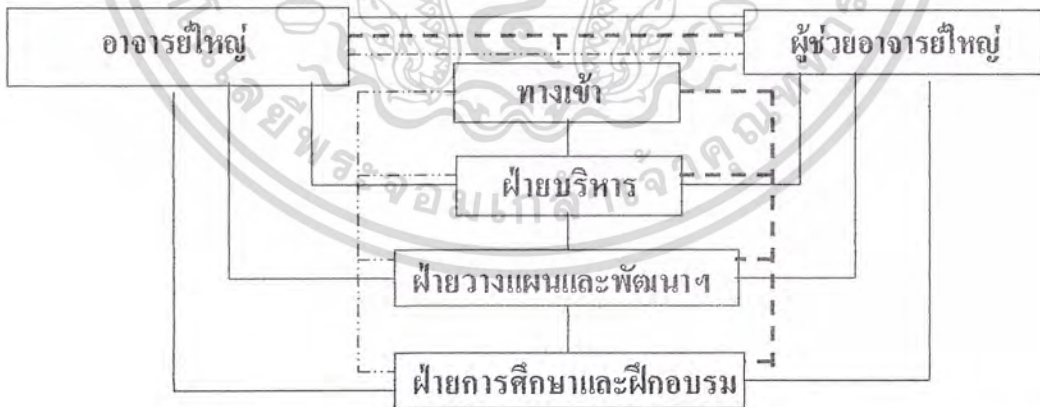 อาจารย์ใหญ่
ผู้ช่วยอาจารย์ใหญ่
ทางเข้า
ฝ่ายบริหาร
ฝ่ายวางแผนและพัฒนาฯ
ฝ่ายการศึกษาและฝึกอบรม